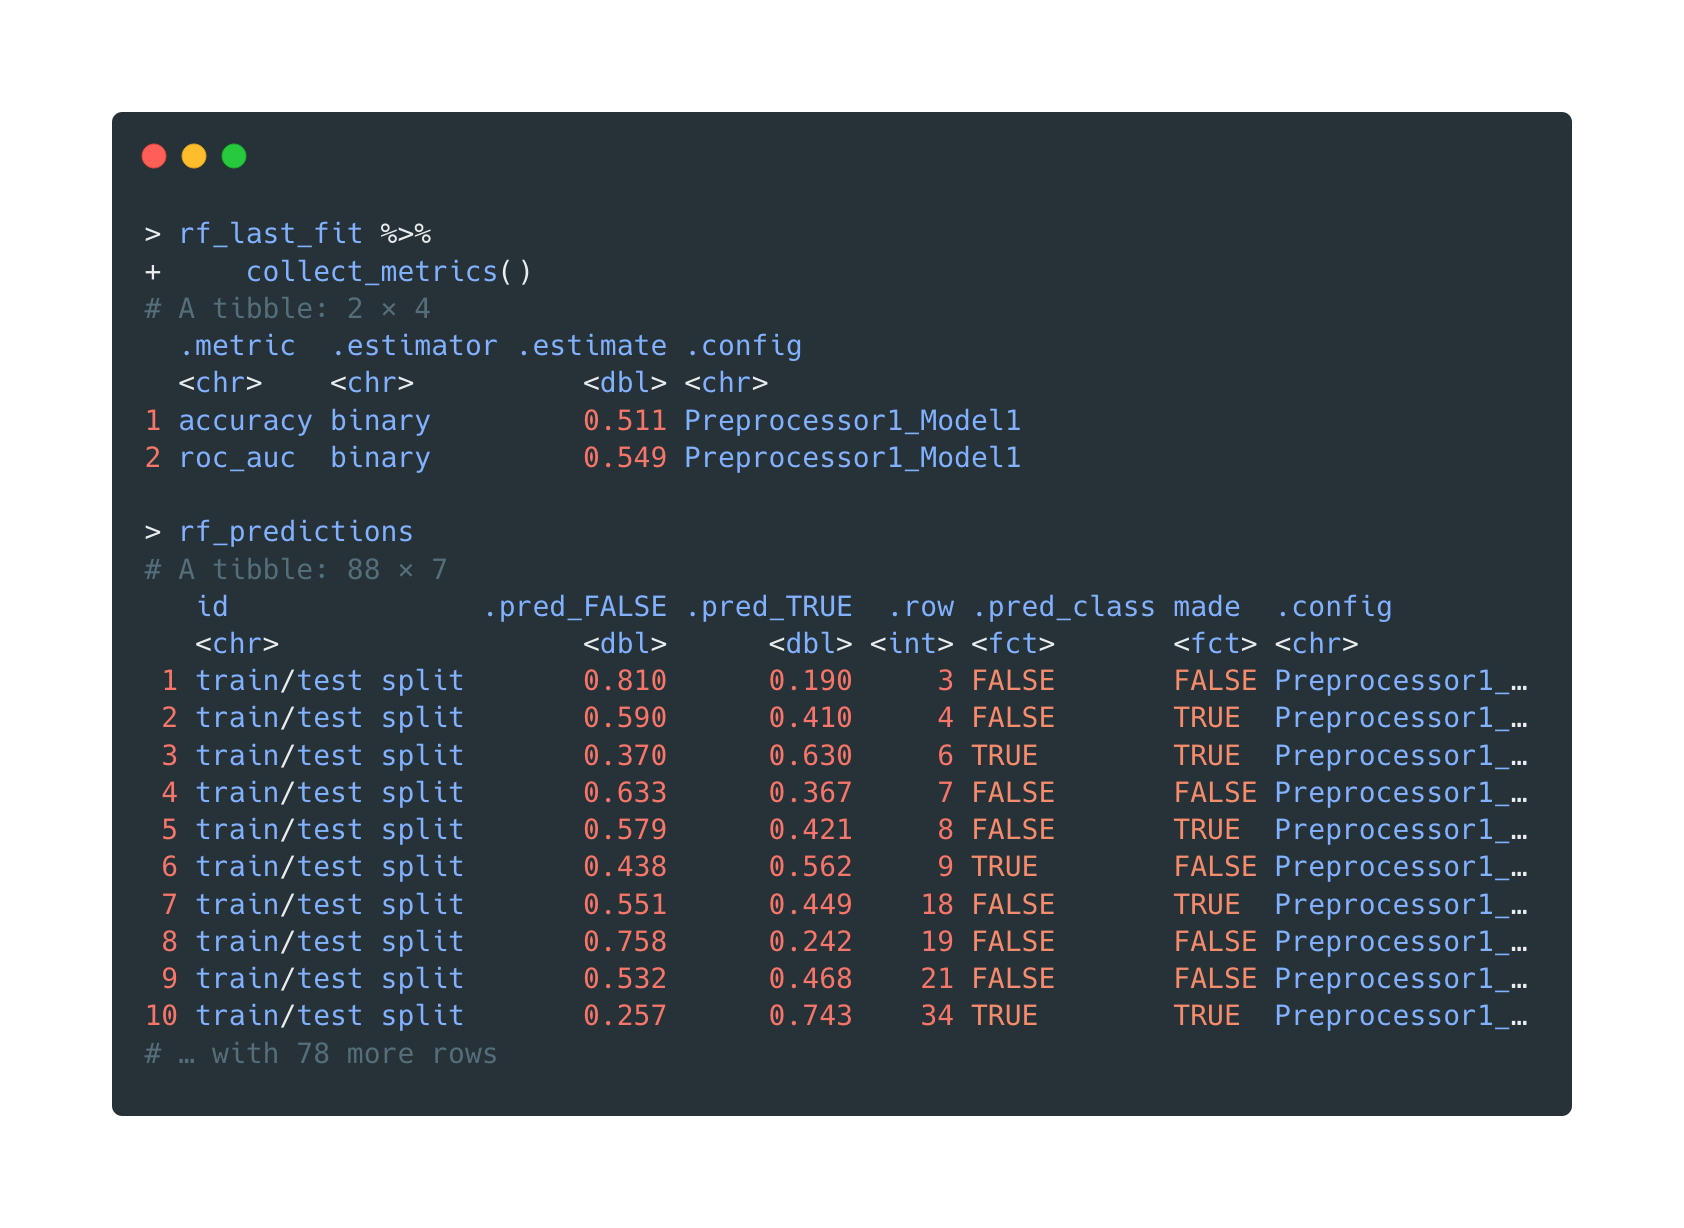 > rf_last_fit %>%
+     collect_metrics()
# A tibble: 2 × 4
  .metric  .estimator .estimate .config
  <chr>    <chr>          <dbl> <chr>
1 accuracy binary         0.511 Preprocessor1_Model1
2 roc_auc  binary         0.549 Preprocessor1_Model1

> rf_predictions
# A tibble: 88 × 7
   id               .pred_FALSE .pred_TRUE  .row .pred_class made  .config
   <chr>                  <dbl>      <dbl> <int> <fct>       <fct> <chr>
 1 train/test split       0.810      0.190     3 FALSE       FALSE Preprocessor1_…
 2 train/test split       0.590      0.410     4 FALSE       TRUE  Preprocessor1_…
 3 train/test split       0.370      0.630     6 TRUE        TRUE  Preprocessor1_…
 4 train/test split       0.633      0.367     7 FALSE       FALSE Preprocessor1_…
 5 train/test split       0.579      0.421     8 FALSE       TRUE  Preprocessor1_…
 6 train/test split       0.438      0.562     9 TRUE        FALSE Preprocessor1_…
 7 train/test split       0.551      0.449    18 FALSE       TRUE  Preprocessor1_…
 8 train/test split       0.758      0.242    19 FALSE       FALSE Preprocessor1_…
 9 train/test split       0.532      0.468    21 FALSE       FALSE Preprocessor1_…
10 train/test split       0.257      0.743    34 TRUE        TRUE  Preprocessor1_…
# … with 78 more rows